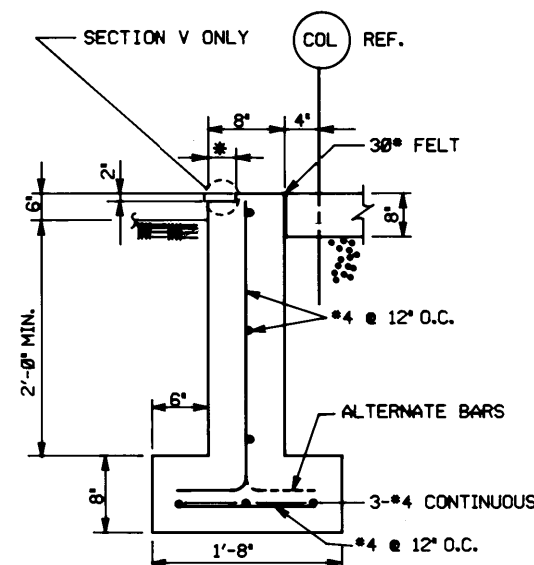 SECTION V ONLY
COL REF.
8" 4"
*
30# FELT
2"
6"
8"
#4 @ 12" O.C.
2'-0" MIN.
6"
ALTERNATE BARS
8"
3-#4 CONTINUOUS
#4 @ 12" O.C.
1'-8"